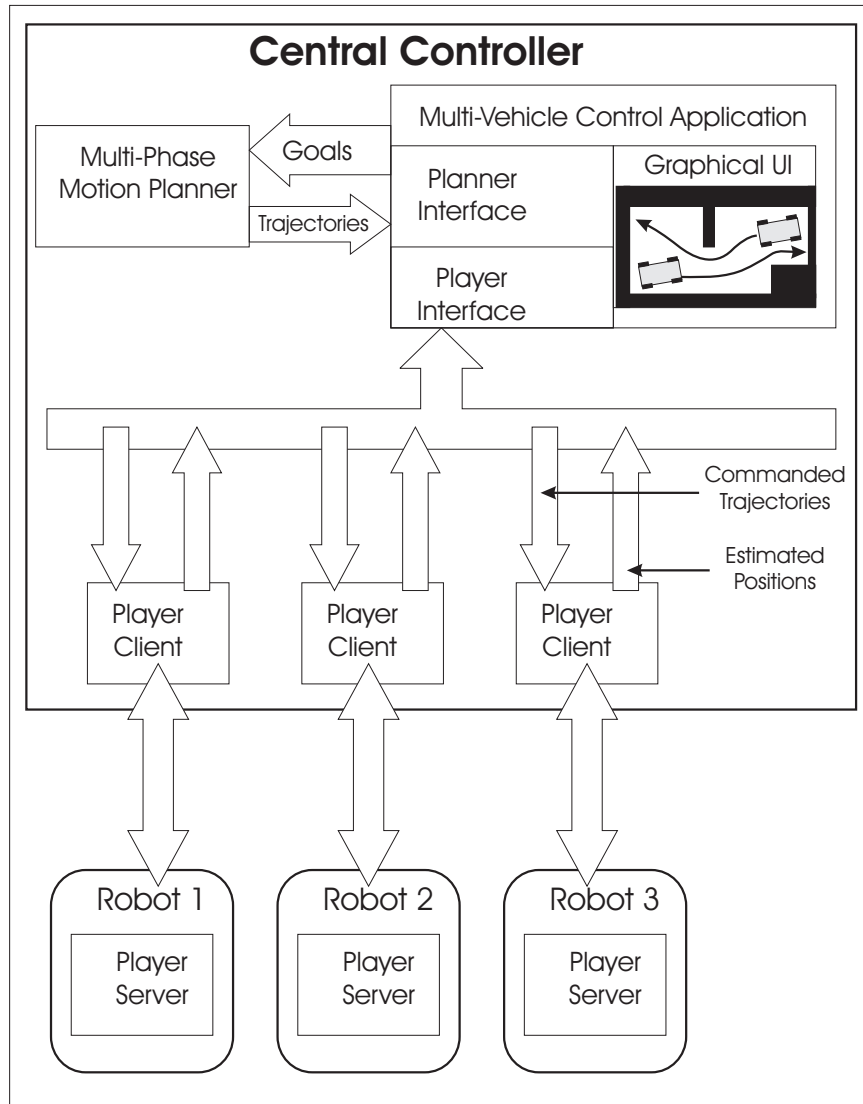 Central Controller
Multi-Vehicle Control Application
Multi-Phase
Motion Planner
Goals
Trajectories
Planner
Interface
Graphical UI
Player
Interface
Commanded
Trajectories
Estimated
Positions
Player
Client
Player
Client
Player
Client
Robot 1
Robot 2
Robot 3
Player
Server
Player
Server
Player
Server